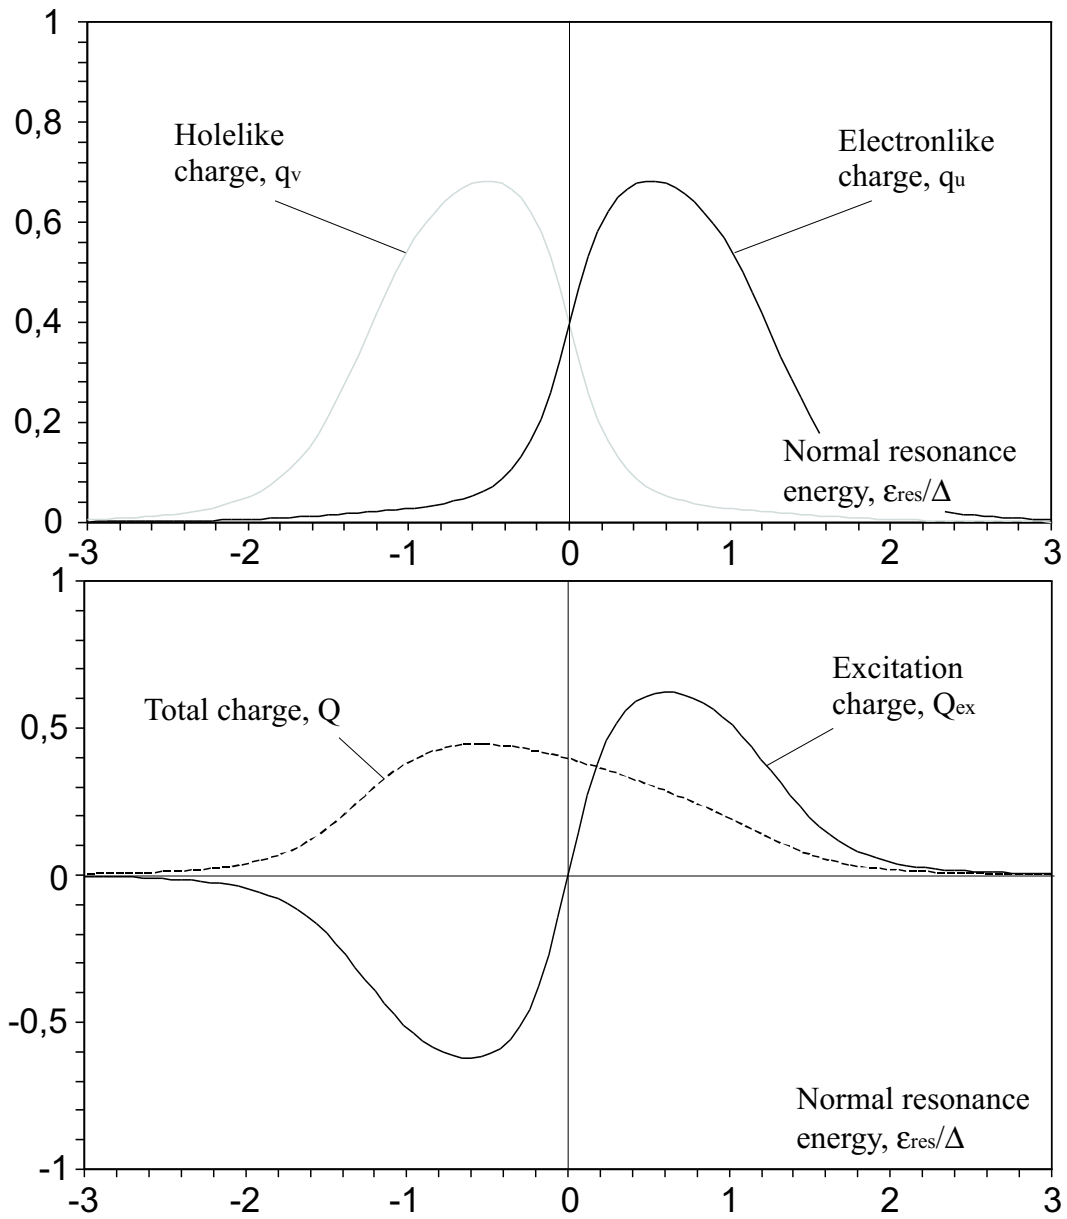 1
0,8
0,6
0,4
0,2
0
Holelike
charge, qv
Electronlike
charge, qu
Normal resonance
energy, εres/Δ
-3 -2 -1 0 1 2 3
1
0,5
0
-0,5
-1
Total charge, Q
Excitation
charge, Qex
Normal resonance
energy, εres/Δ
-3 -2 -1 0 1 2 3